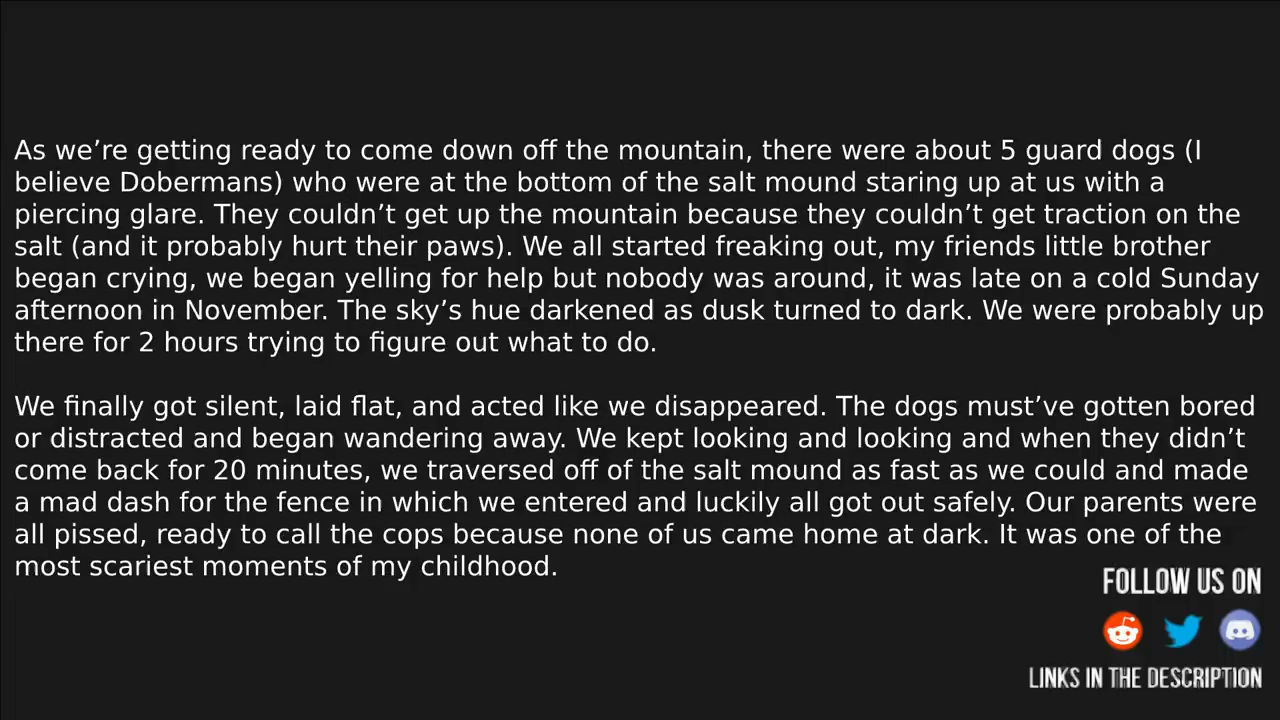 As we’re getting ready to come down off the mountain, there were about 5 guard dogs (I
believe Dobermans) who were at the bottom of the salt mound staring up at us with a
piercing glare. They couldn’t get up the mountain because they couldn’t get traction on the
salt (and it probably hurt their paws). We all started freaking out, my friends little brother
began crying, we began yelling for help but nobody was around, it was late on a cold Sunday
afternoon in November. The sky’s hue darkened as dusk turned to dark. We were probably up
there for 2 hours trying to figure out what to do.
We finally got silent, laid flat, and acted like we disappeared. The dogs must’ve gotten bored
or distracted and began wandering away. We kept looking and looking and when they didn’t
come back for 20 minutes, we traversed off of the salt mound as fast as we could and made
a mad dash for the fence in which we entered and luckily all got out safely. Our parents were
all pissed, ready to call the cops because none of us came home at dark. It was one of the
most scariest moments of my childhood.
FOLLOW US ON
LINKS IN THE DESCRIPTION